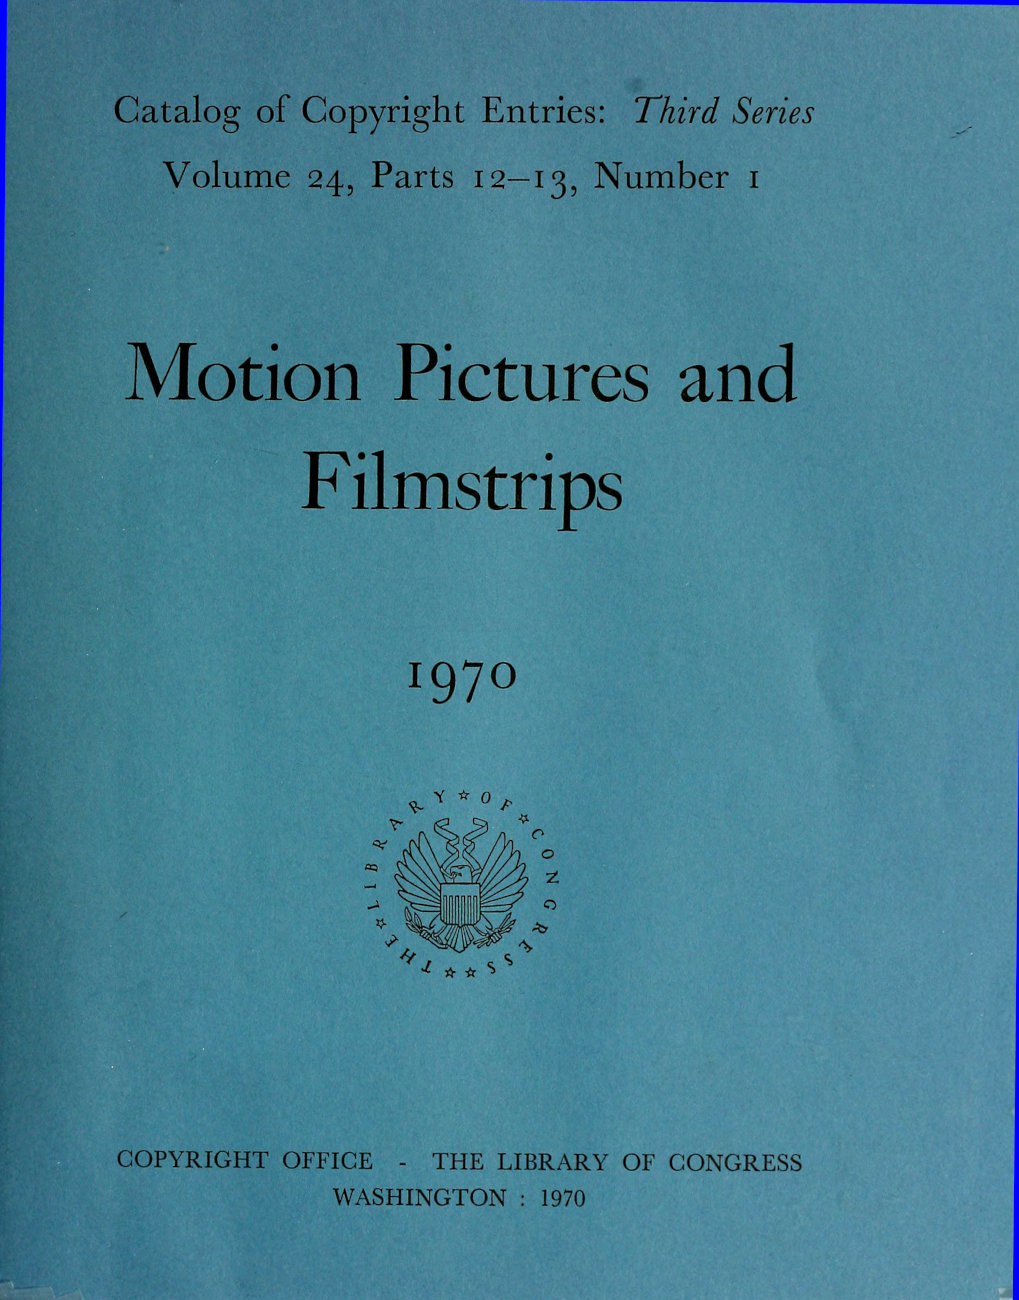 Catalog of Copyright Entries: Third Series
Volume 24, Parts 12–13, Number 1
Motion Pictures and
Filmstrips
1970
THE ☆ LIBRARY ☆ OF ☆ CONGRESS ☆ ☆
COPYRIGHT OFFICE - THE LIBRARY OF CONGRESS
WASHINGTON : 1970